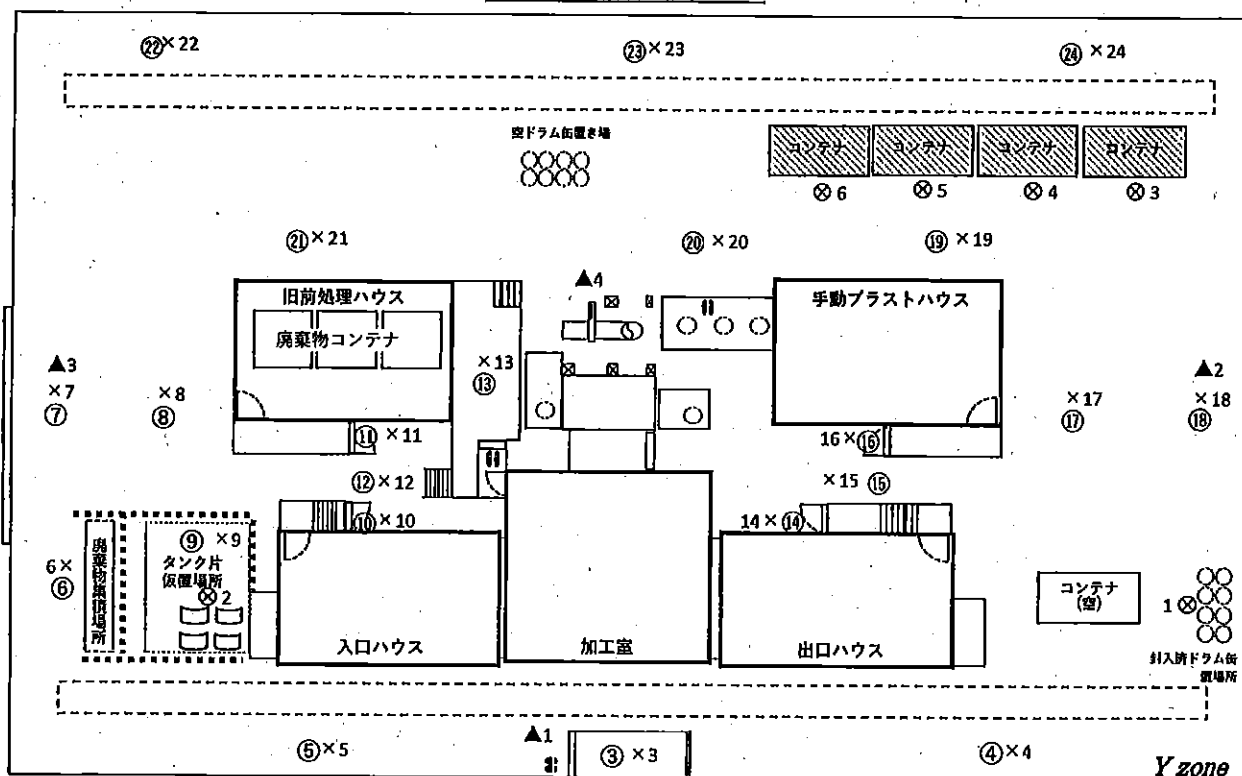 ㉒×22
㉓×23
㉔×24
空ドラム缶置き場
コンテナ
コンテナ
コンテナ
コンテナ
⊗6
⊗5
⊗4
⊗3
㉑×21
⑳×20
⑲×19
▲4
旧前処理ハウス
廃棄物コンテナ
手動ブラストハウス
▲3
×7
⑦
×8
⑧
×13
⑬
▲2
×18
⑱
×17
⑰
⑪×11
16×⑯
⑫×12
×15 ⑮
⑩×10
14×⑭
⑨ ×9
タンク片
仮置場所
⊗2
6×
⑥
廃棄物集積場所
コンテナ
(空)
1⊗
入口ハウス
加工室
出口ハウス
封入済ドラム缶
置場所
▲1
⑤×5
③×3
④×4
Y zone